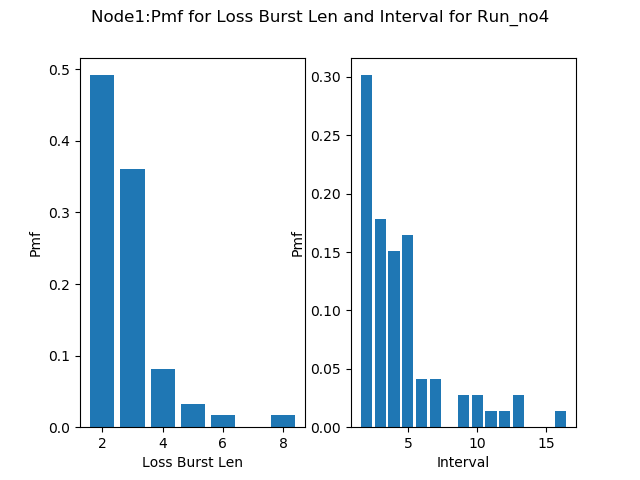 Node1:Pmf for Loss Burst Len and Interval for Run_no4
Pmf
0.5
0.4
0.3
0.2
0.1
0.0
2 4 6 8
Loss Burst Len
Pmf
0.30
0.25
0.20
0.15
0.10
0.05
0.00
5 10 15
Interval